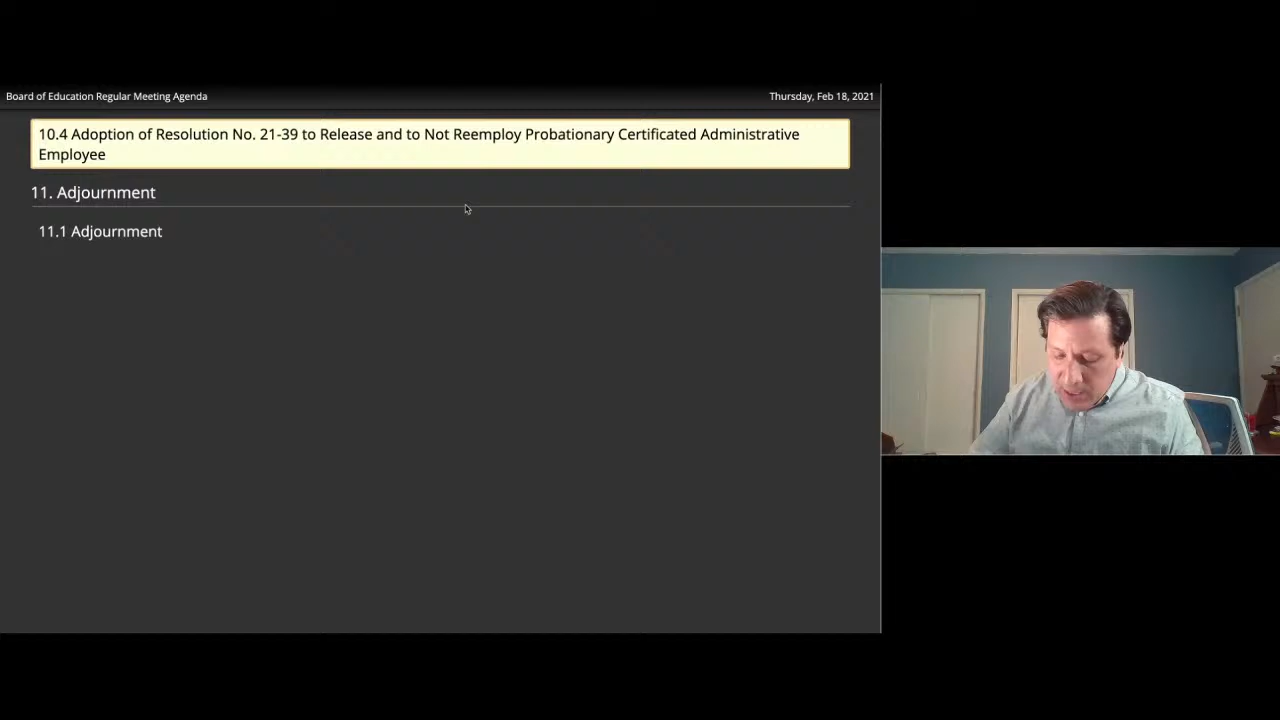 Board of Education Regular Meeting Agenda
Thursday, Feb 18, 2021
10.4 Adoption of Resolution No. 21-39 to Release and to Not Reemploy Probationary Certificated Administrative
Employee
11. Adjournment
11.1 Adjournment